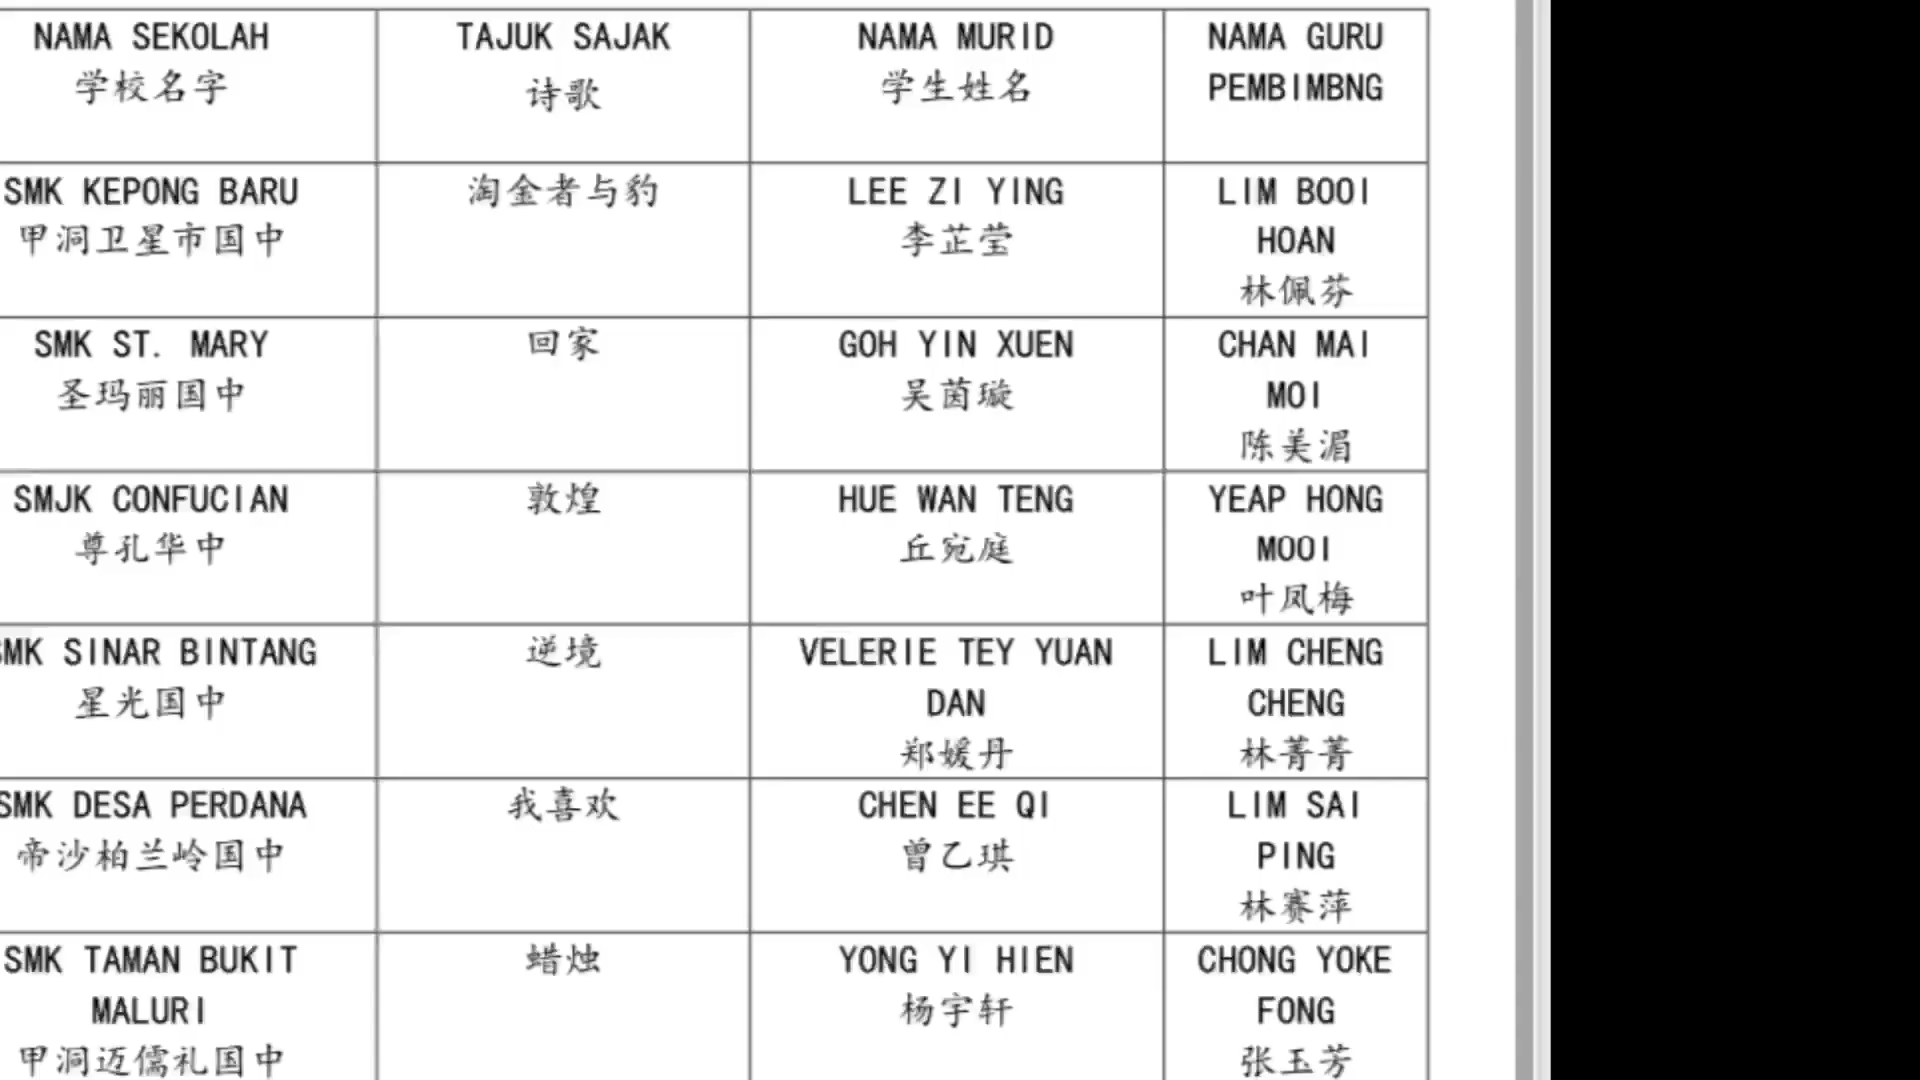 NAMA SEKOLAH
学校名字
TAJUK SAJAK
诗歌
NAMA MURID
学生姓名
NAMA GURU
PEMBIMBNG
SMK KEPONG BARU
甲洞卫星市国中
淘金者与豹
LEE ZI YING
李芷莹
LIM BOOI
HOAN
林佩芬
SMK ST. MARY
圣玛丽国中
回家
GOH YIN XUEN
吴茵璇
CHAN MAI
MOI
陈美湄
SMJK CONFUCIAN
尊孔华中
敦煌
HUE WAN TENG
丘宛庭
YEAP HONG
MOOI
叶凤梅
SMK SINAR BINTANG
星光国中
逆境
VELERIE TEY YUAN
DAN
郑媛丹
LIM CHENG
CHENG
林菁菁
SMK DESA PERDANA
帝沙柏兰岭国中
我喜欢
CHEN EE QI
曾乙琪
LIM SAI
PING
林赛萍
SMK TAMAN BUKIT
MALURI
甲洞迈儒礼国中
蜡烛
YONG YI HIEN
杨宇轩
CHONG YOKE
FONG
张玉芳